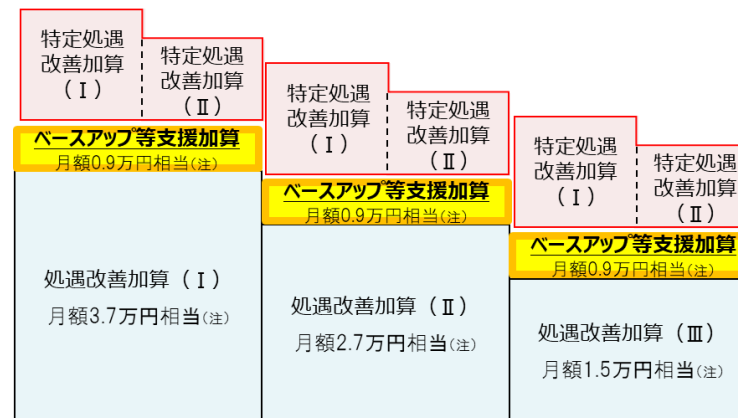 特定処遇
改善加算
（Ⅰ）
特定処遇
改善加算
（Ⅱ）
ベースアップ等支援加算
月額0.9万円相当(注)
処遇改善加算（Ⅰ）
月額3.7万円相当(注)
特定処遇
改善加算
（Ⅰ）
特定処遇
改善加算
（Ⅱ）
ベースアップ等支援加算
月額0.9万円相当(注)
処遇改善加算（Ⅱ）
月額2.7万円相当(注)
特定処遇
改善加算
（Ⅰ）
特定処遇
改善加算
（Ⅱ）
ベースアップ等支援加算
月額0.9万円相当(注)
処遇改善加算（Ⅲ）
月額1.5万円相当(注)